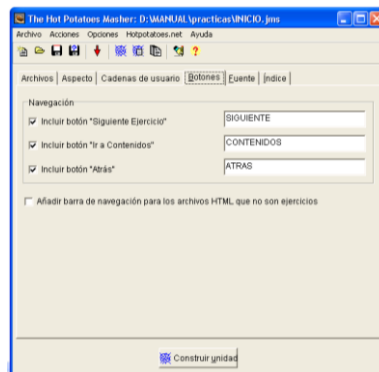 The Hot Potatoes Masher: D:\MANUAL\practicas\INICIO.jms
Archivo Acciones Opciones Hotpotatoes.net Ayuda
Archivos Aspecto Cadenas de usuario Botones Fuente Índice
Navegación
Incluir botón "Siguiente Ejercicio" SIGUIENTE
Incluir botón "Ir a Contenidos" CONTENIDOS
Incluir botón "Atrás" ATRAS
Añadir barra de navegación para los archivos HTML que no son ejercicios
Construir unidad